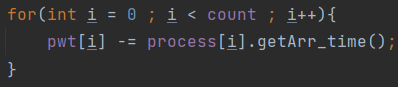 for(int i = 0 ; i < count ; i++){
    pwt[i] -= process[i].getArr_time();
}